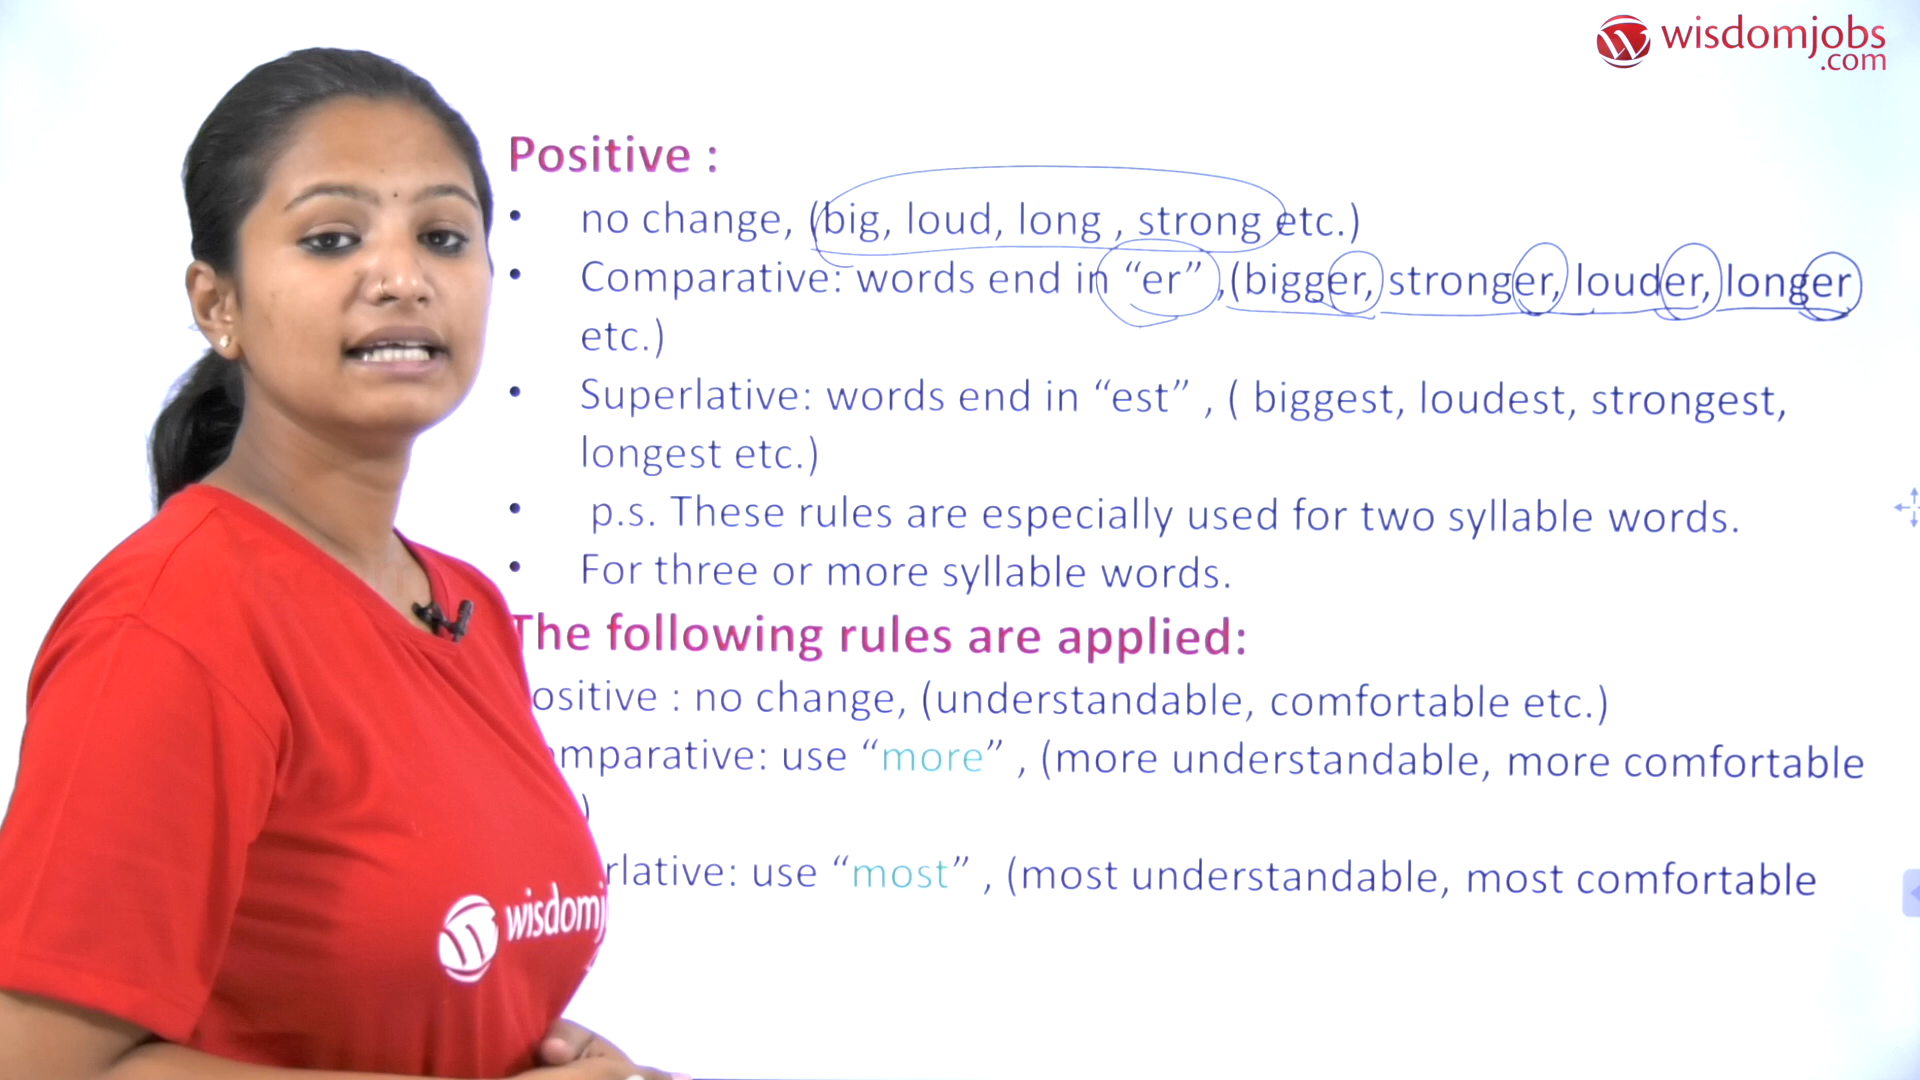 wisdomjobs
.com
Positive :
• no change, (big, loud, long , strong etc.)
• Comparative: words end in “er” ,(bigger, stronger, louder, longer
etc.)
• Superlative: words end in “est” , ( biggest, loudest, strongest,
longest etc.)
• p.s. These rules are especially used for two syllable words.
• For three or more syllable words.
The following rules are applied:
ositive : no change, (understandable, comfortable etc.)
mparative: use “more” , (more understandable, more comfortable
)
rlative: use “most” , (most understandable, most comfortable
wisdomj